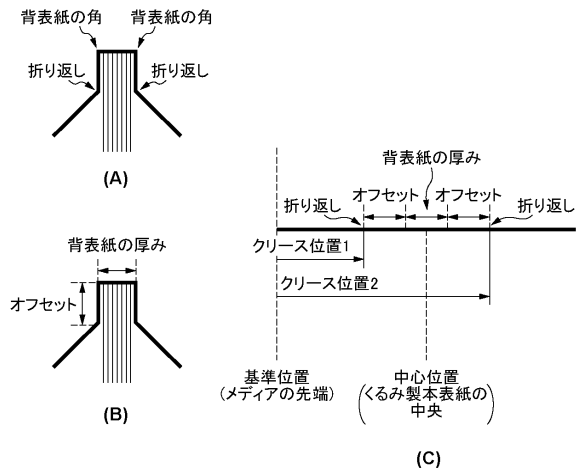 背表紙の角
背表紙の角
折り返し
折り返し
(A)
背表紙の厚み
オフセット
(B)
背表紙の厚み
オフセット
オフセット
折り返し
折り返し
クリース位置1
クリース位置2
基準位置
(メディアの先端)
中心位置
(くるみ製本表紙の
中央)
(C)